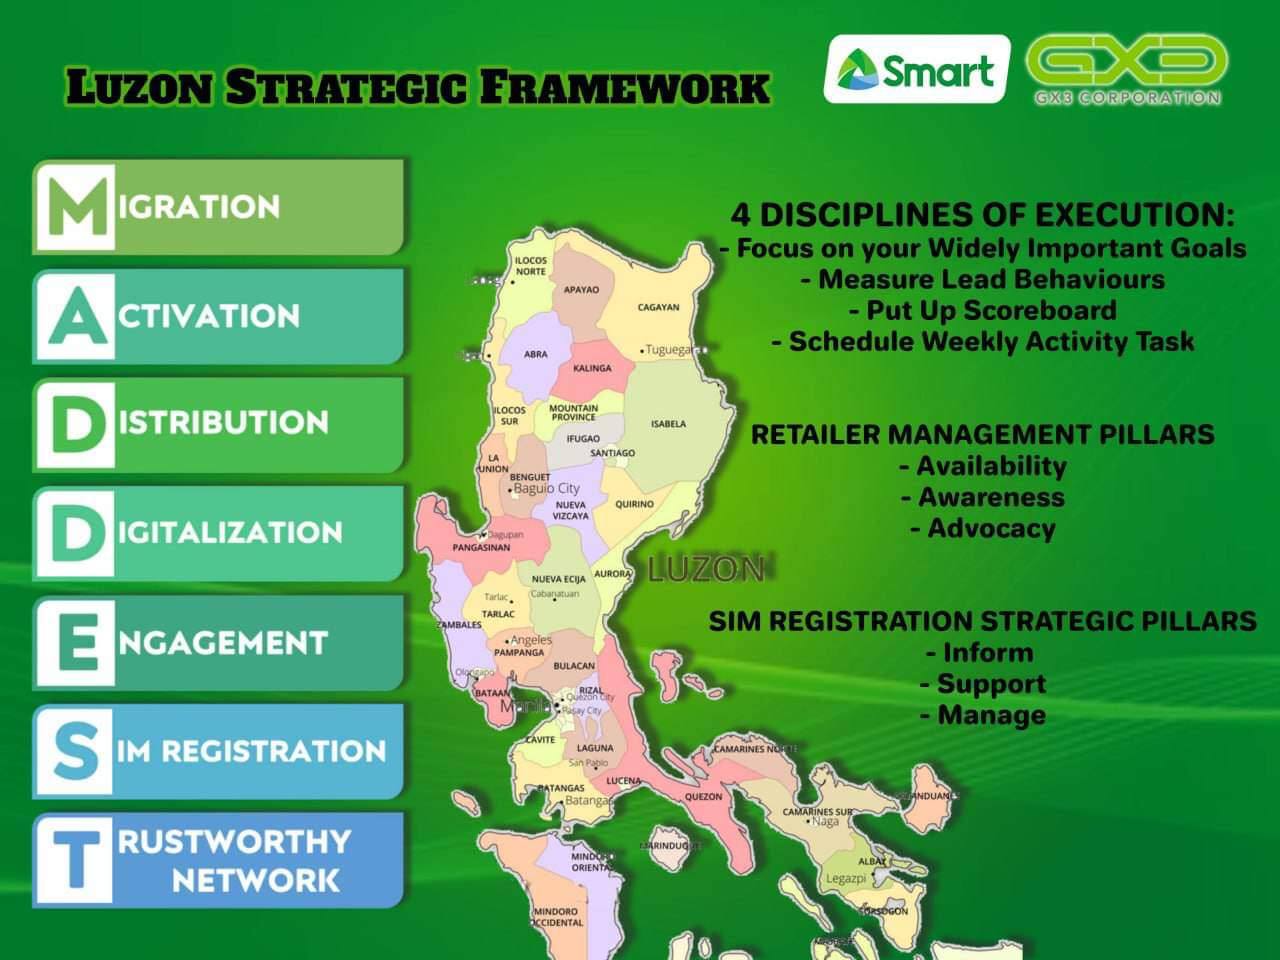 LUZON STRATEGIC FRAMEWORK
Smart
GX3
GX3 CORPORATION
MIGRATION
ACTIVATION
DISTRIBUTION
DIGITALIZATION
ENGAGEMENT
SIM REGISTRATION
TRUSTWORTHY
NETWORK
4 DISCIPLINES OF EXECUTION:
- Focus on your Widely Important Goals
- Measure Lead Behaviours
- Put Up Scoreboard
- Schedule Weekly Activity Task
RETAILER MANAGEMENT PILLARS
- Availability
- Awareness
- Advocacy
SIM REGISTRATION STRATEGIC PILLARS
- Inform
- Support
- Manage
LUZON
ILOCOS
NORTE
APAYAO
CAGAYAN
ABRA
KALINGA
ILOCOS
SUR
MOUNTAIN
PROVINCE
IFUGAO
SANTIAGO
ISABELA
LA
UNION
BENGUET
Baguio City
NUEVA
VIZCAYA
QUIRINO
Dagupan
PANGASINAN
NUEVA ECIJA
Cabanatuan
AURORA
Tarlac
TARLAC
ZAMBALES
Angeles
PAMPANGA
BULACAN
Olongapo
BATAAN
RIZAL
Quezon City
Manila
Pasay City
CAVITE
LAGUNA
San Pablo
LUCENA
BATANGAS
Batangas
QUEZON
CAMARINES NORTE
CAMARINES SUR
Naga
MARINDUQUE
MINDORO
ORIENTAL
ALBAY
Legazpi
SORSOGON
MINDORO
OCCIDENTAL